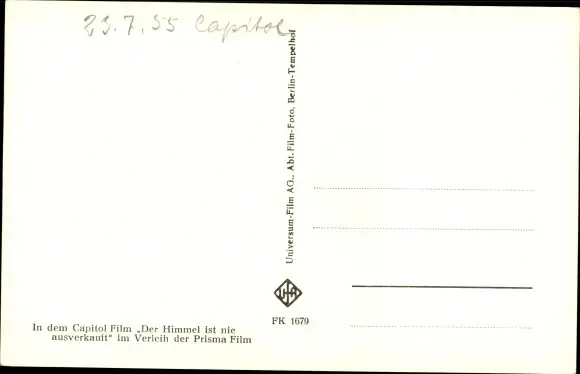 23.7.55 Capitol
Universum-Film AG., Abt. Film-Foto, Berlin-Tempelhof
UFA
FK 1679
In dem Capitol Film „Der Himmel ist nie
ausverkauft" im Verleih der Prisma Film